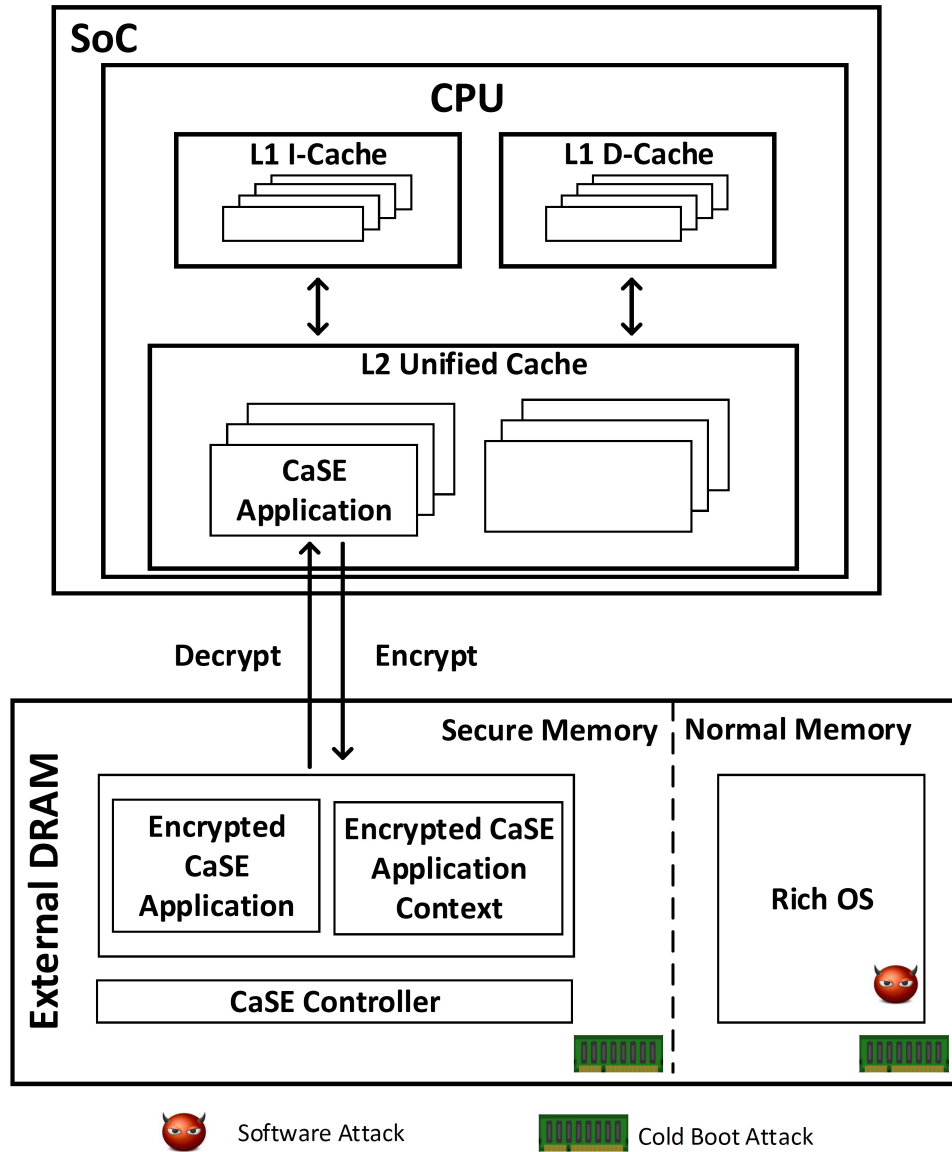 SoC
CPU
L1 I-Cache
L1 D-Cache
L2 Unified Cache
CaSE
Application
Decrypt
Encrypt
External DRAM
Secure Memory
Normal Memory
Encrypted
CaSE
Application
Encrypted CaSE
Application
Context
Rich OS
CaSE Controller
Software Attack
Cold Boot Attack